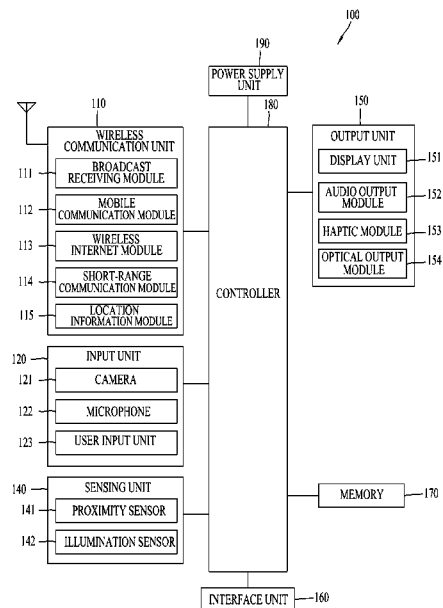 100
190
POWER SUPPLY
UNIT
110
WIRELESS
COMMUNICATION UNIT
111
BROADCAST
RECEIVING MODULE
112
MOBILE
COMMUNICATION MODULE
113
WIRELESS
INTERNET MODULE
114
SHORT-RANGE
COMMUNICATION MODULE
115
LOCATION
INFORMATION MODULE
120
INPUT UNIT
121
CAMERA
122
MICROPHONE
123
USER INPUT UNIT
140
SENSING UNIT
141
PROXIMITY SENSOR
142
ILLUMINATION SENSOR
180
CONTROLLER
150
OUTPUT UNIT
DISPLAY UNIT
151
AUDIO OUTPUT
MODULE
152
HAPTIC MODULE
153
OPTICAL OUTPUT
MODULE
154
MEMORY
170
INTERFACE UNIT
160